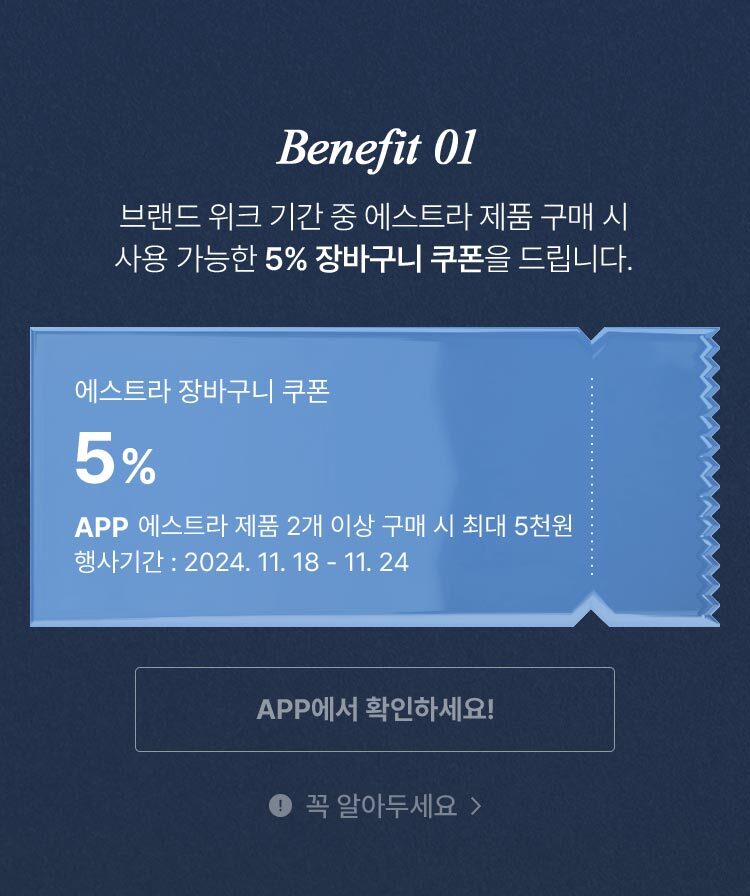 Benefit 01
브랜드 위크 기간 중 에스트라 제품 구매 시
사용 가능한 5% 장바구니 쿠폰을 드립니다.
에스트라 장바구니 쿠폰
5%
APP 에스트라 제품 2개 이상 구매 시 최대 5천원
행사기간 : 2024. 11. 18 - 11. 24
APP에서 확인하세요!
꼭 알아두세요